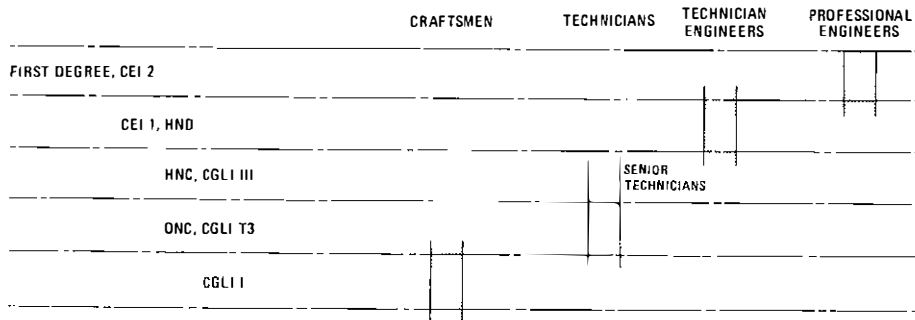 CRAFTSMEN TECHNICIANS TECHNICIAN ENGINEERS PROFESSIONAL ENGINEERS
FIRST DEGREE, CEI 2
CEI 1, HND
HNC, CGLI III
SENIOR TECHNICIANS
ONC, CGLI T3
CGLI I